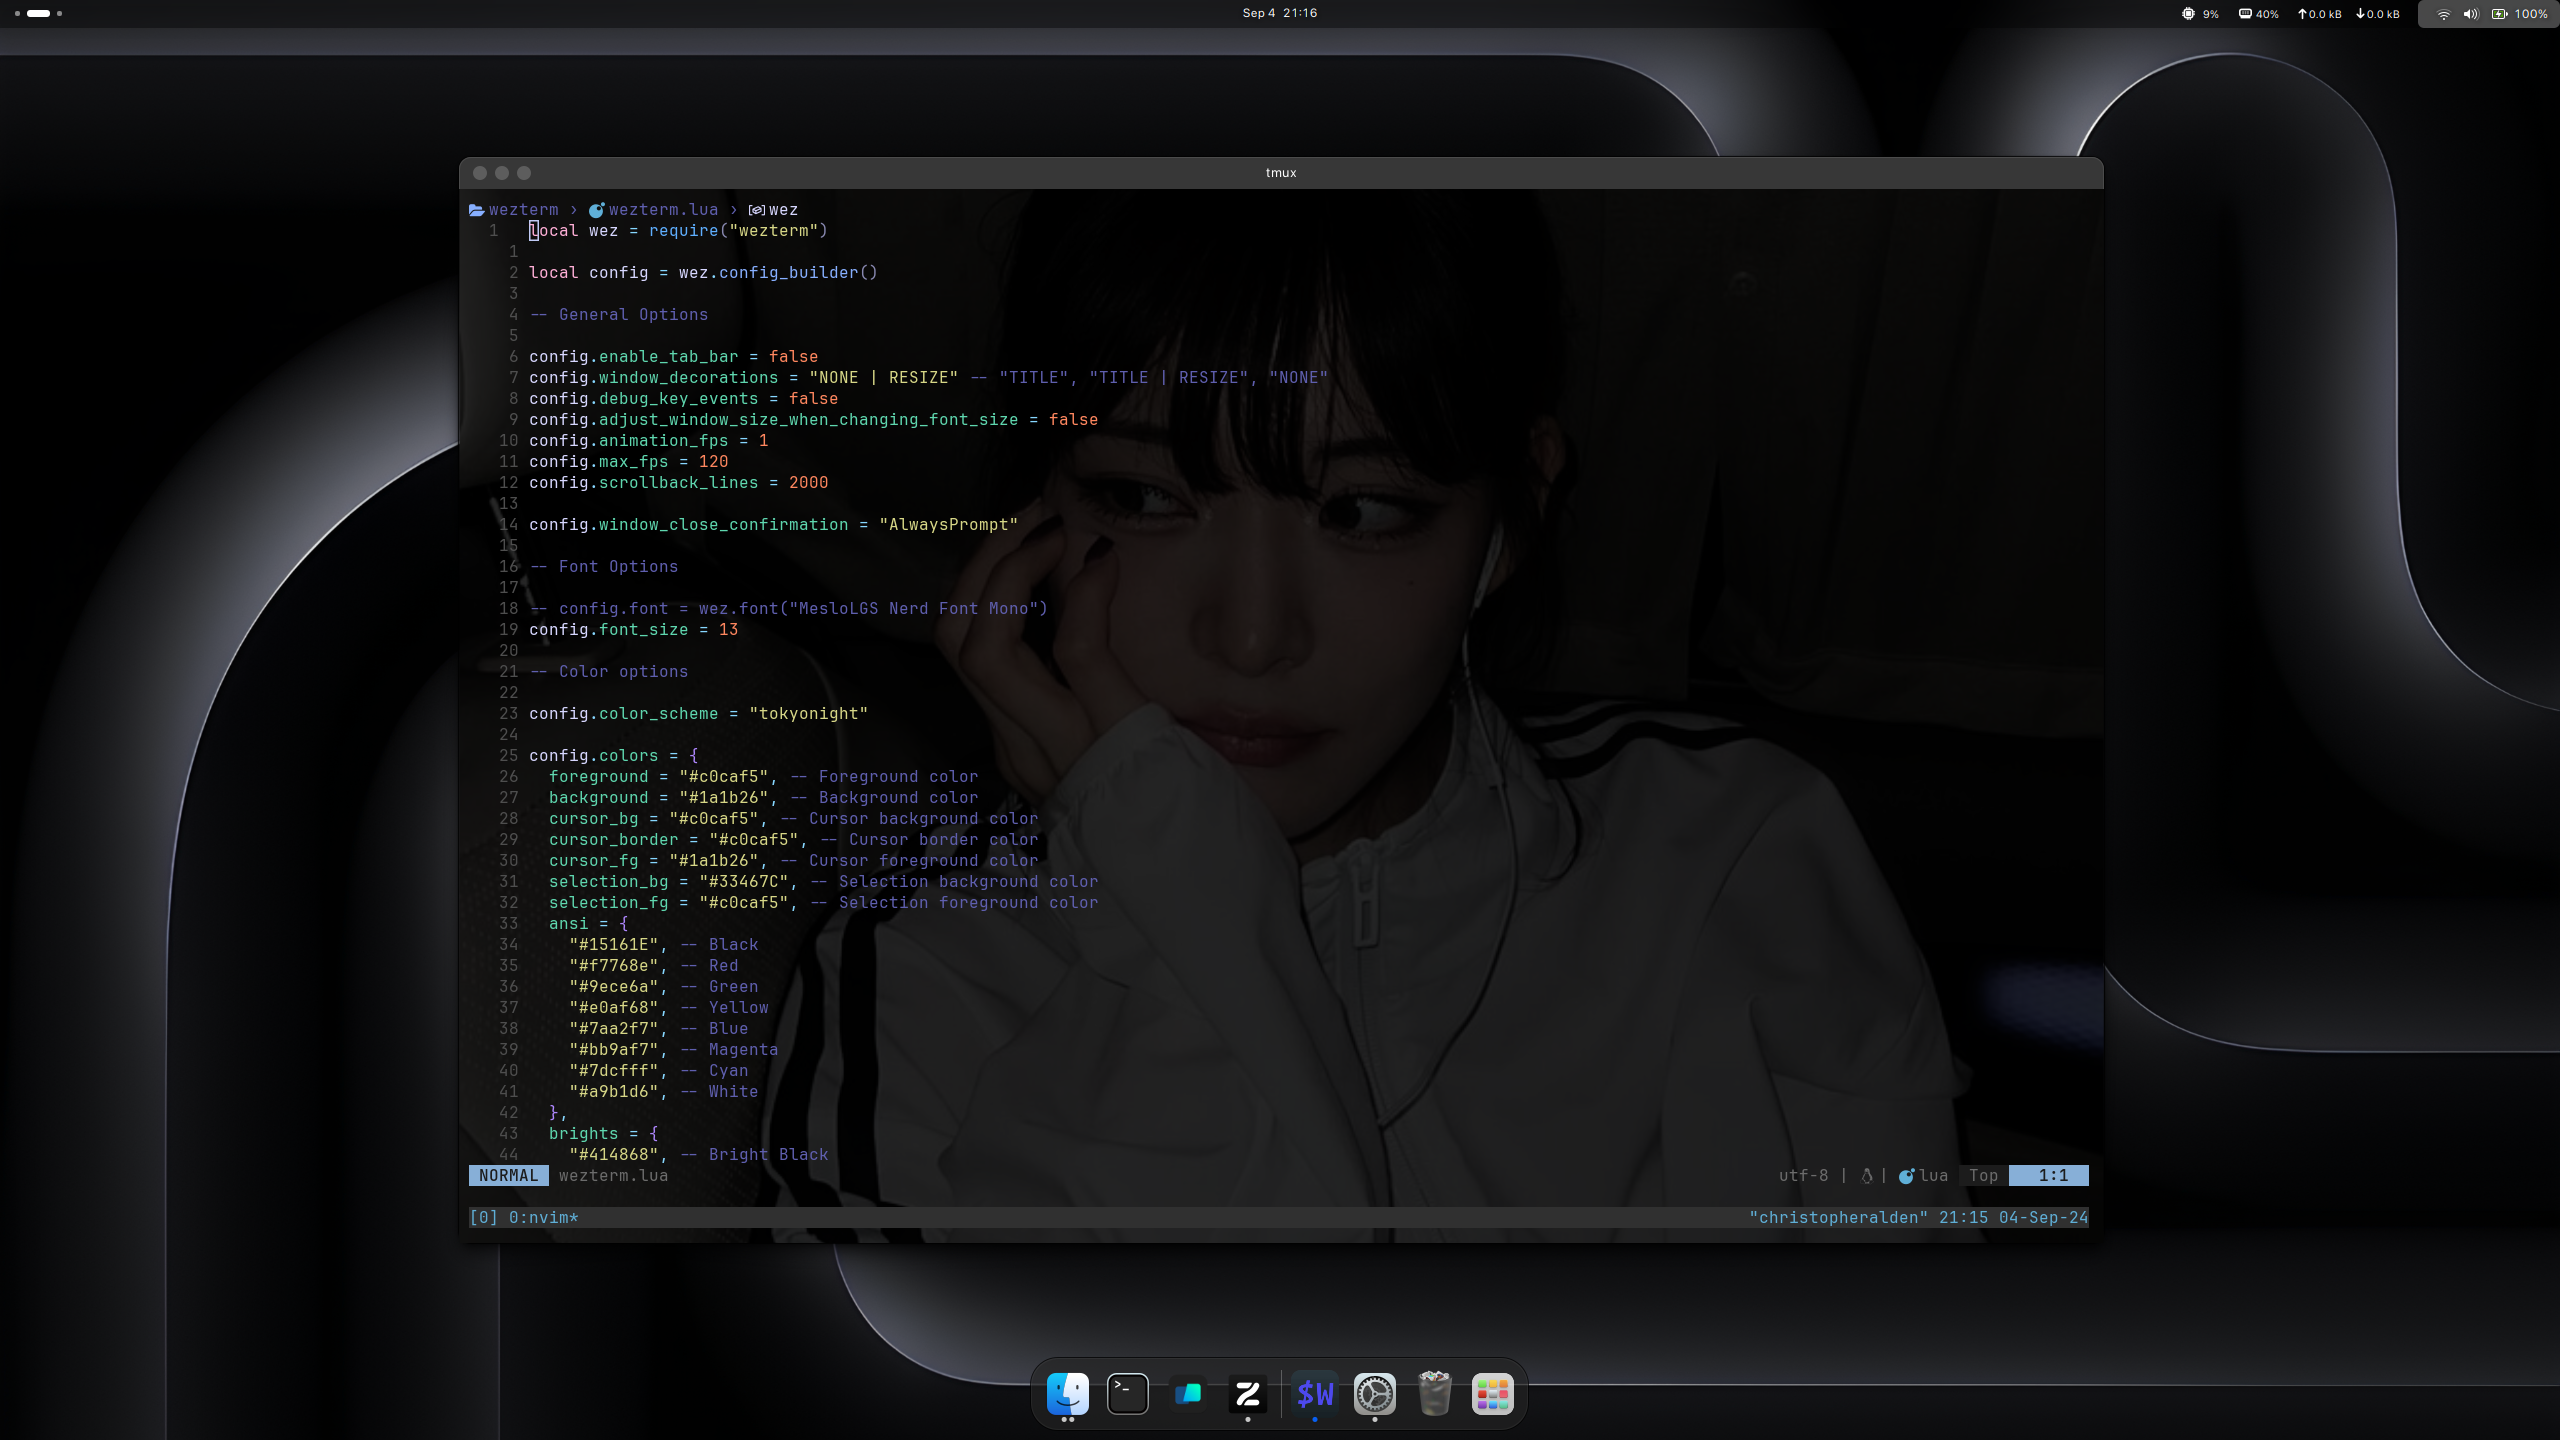 Sep 4 21:16
9% 40% ↑0.0 kB ↓0.0 kB 100%
tmux
wezterm › wezterm.lua › wez
1 local wez = require("wezterm")
1
2 local config = wez.config_builder()
3
4 -- General Options
5
6 config.enable_tab_bar = false
7 config.window_decorations = "NONE | RESIZE" -- "TITLE", "TITLE | RESIZE", "NONE"
8 config.debug_key_events = false
9 config.adjust_window_size_when_changing_font_size = false
10 config.animation_fps = 1
11 config.max_fps = 120
12 config.scrollback_lines = 2000
13
14 config.window_close_confirmation = "AlwaysPrompt"
15
16 -- Font Options
17
18 -- config.font = wez.font("MesloLGS Nerd Font Mono")
19 config.font_size = 13
20
21 -- Color options
22
23 config.color_scheme = "tokyonight"
24
25 config.colors = {
26 foreground = "#c0caf5", -- Foreground color
27 background = "#1a1b26", -- Background color
28 cursor_bg = "#c0caf5", -- Cursor background color
29 cursor_border = "#c0caf5", -- Cursor border color
30 cursor_fg = "#1a1b26", -- Cursor foreground color
31 selection_bg = "#33467C", -- Selection background color
32 selection_fg = "#c0caf5", -- Selection foreground color
33 ansi = {
34 "#15161E", -- Black
35 "#f7768e", -- Red
36 "#9ece6a", -- Green
37 "#e0af68", -- Yellow
38 "#7aa2f7", -- Blue
39 "#bb9af7", -- Magenta
40 "#7dcfff", -- Cyan
41 "#a9b1d6", -- White
42 },
43 brights = {
44 "#414868", -- Bright Black
NORMAL wezterm.lua utf-8 | | lua Top 1:1
[0] 0:nvim* "christopheralden" 21:15 04-Sep-24
>_ $W